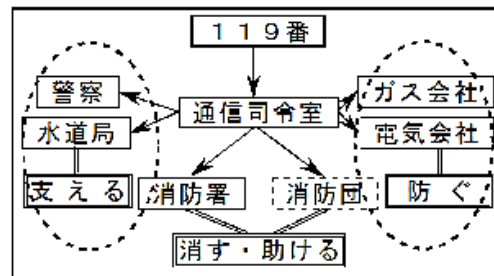 119番
警察
ガス会社
通信司令室
水道局
電気会社
支える
消防署
消防団
防ぐ
消す・助ける